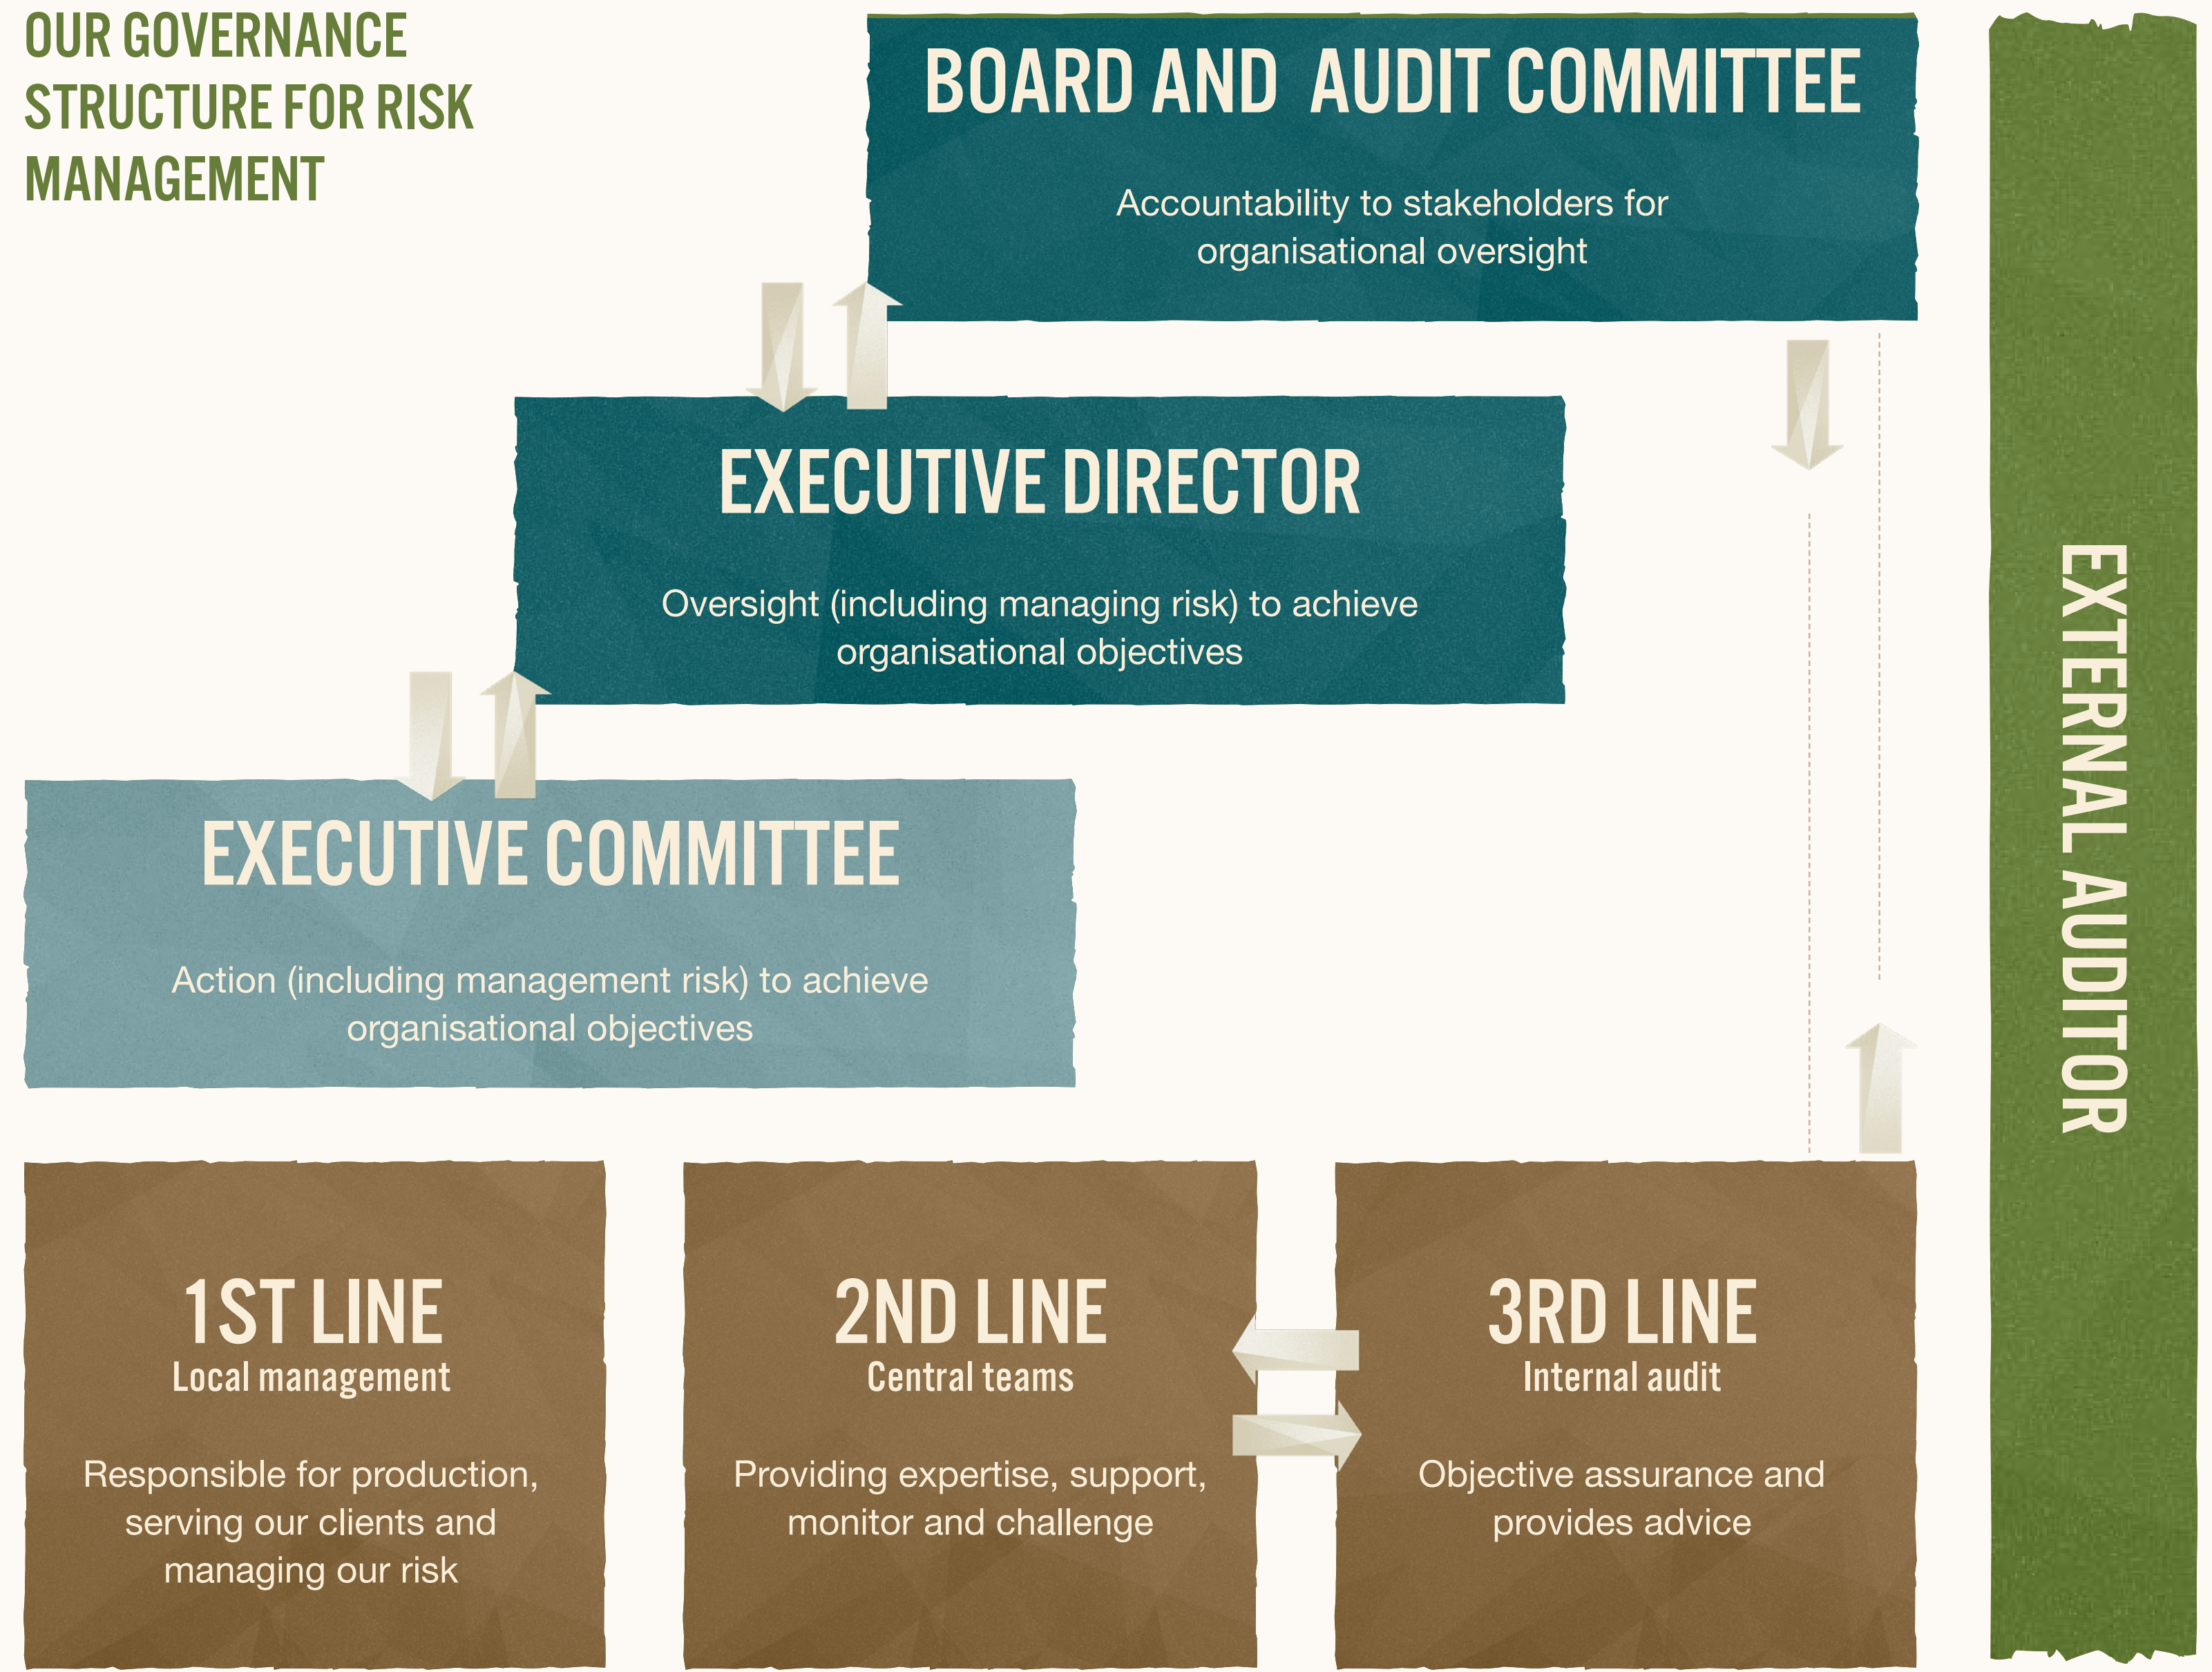 OUR GOVERNANCE
STRUCTURE FOR RISK
MANAGEMENT
BOARD AND AUDIT COMMITTEE
Accountability to stakeholders for
organisational oversight
EXECUTIVE DIRECTOR
Oversight (including managing risk) to achieve
organisational objectives
EXECUTIVE COMMITTEE
Action (including management risk) to achieve
organisational objectives
1ST LINE
Local management
Responsible for production,
serving our clients and
managing our risk
2ND LINE
Central teams
Providing expertise, support,
monitor and challenge
3RD LINE
Internal audit
Objective assurance and
provides advice
EXTERNAL AUDITOR